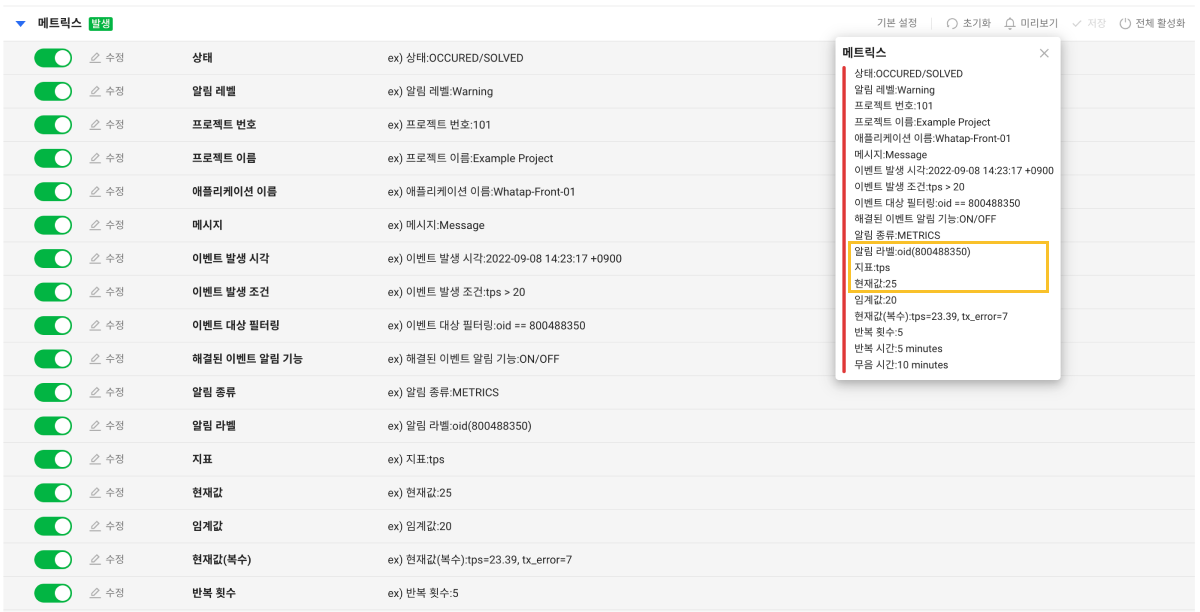 메트릭스 발생
기본 설정 초기화 미리보기 저장 전체 활성화
수정 상태 ex) 상태:OCCURED/SOLVED
수정 알림 레벨 ex) 알림 레벨:Warning
수정 프로젝트 번호 ex) 프로젝트 번호:101
수정 프로젝트 이름 ex) 프로젝트 이름:Example Project
수정 애플리케이션 이름 ex) 애플리케이션 이름:Whatap-Front-01
수정 메시지 ex) 메시지:Message
수정 이벤트 발생 시각 ex) 이벤트 발생 시각:2022-09-08 14:23:17 +0900
수정 이벤트 발생 조건 ex) 이벤트 발생 조건:tps > 20
수정 이벤트 대상 필터링 ex) 이벤트 대상 필터링:oid == 800488350
수정 해결된 이벤트 알림 기능 ex) 해결된 이벤트 알림 기능:ON/OFF
수정 알림 종류 ex) 알림 종류:METRICS
수정 알림 라벨 ex) 알림 라벨:oid(800488350)
수정 지표 ex) 지표:tps
수정 현재값 ex) 현재값:25
수정 임계값 ex) 임계값:20
수정 현재값(복수) ex) 현재값(복수):tps=23.39, tx_error=7
수정 반복 횟수 ex) 반복 횟수:5
메트릭스
상태:OCCURED/SOLVED
알림 레벨:Warning
프로젝트 번호:101
프로젝트 이름:Example Project
애플리케이션 이름:Whatap-Front-01
메시지:Message
이벤트 발생 시각:2022-09-08 14:23:17 +0900
이벤트 발생 조건:tps > 20
이벤트 대상 필터링:oid == 800488350
해결된 이벤트 알림 기능:ON/OFF
알림 종류:METRICS
알림 라벨:oid(800488350)
지표:tps
현재값:25
임계값:20
현재값(복수):tps=23.39, tx_error=7
반복 횟수:5
반복 시간:5 minutes
무음 시간:10 minutes